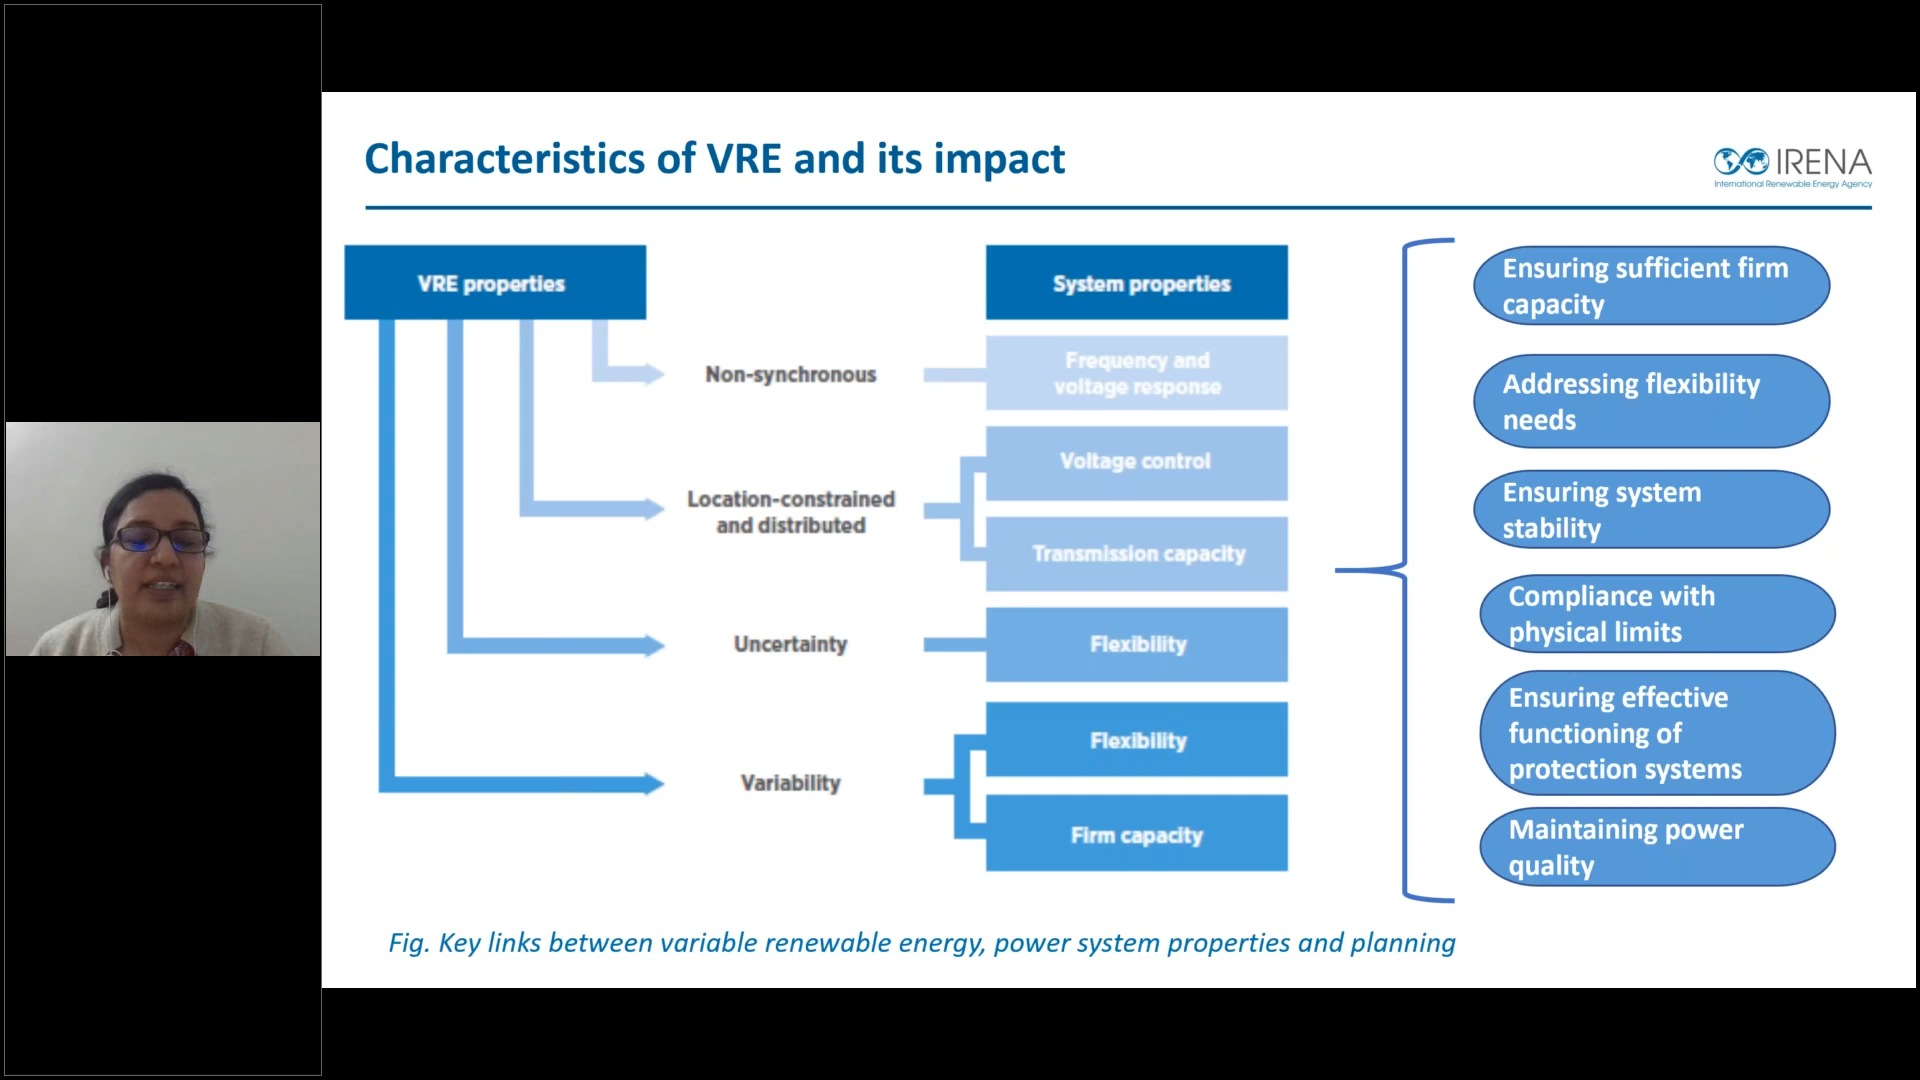 Characteristics of VRE and its impact
IRENA
International Renewable Energy Agency
VRE properties
System properties
Non-synchronous
Frequency and
voltage response
Location-constrained
and distributed
Voltage control
Transmission capacity
Uncertainty
Flexibility
Variability
Flexibility
Firm capacity
Ensuring sufficient firm
capacity
Addressing flexibility
needs
Ensuring system
stability
Compliance with
physical limits
Ensuring effective
functioning of
protection systems
Maintaining power
quality
Fig. Key links between variable renewable energy, power system properties and planning